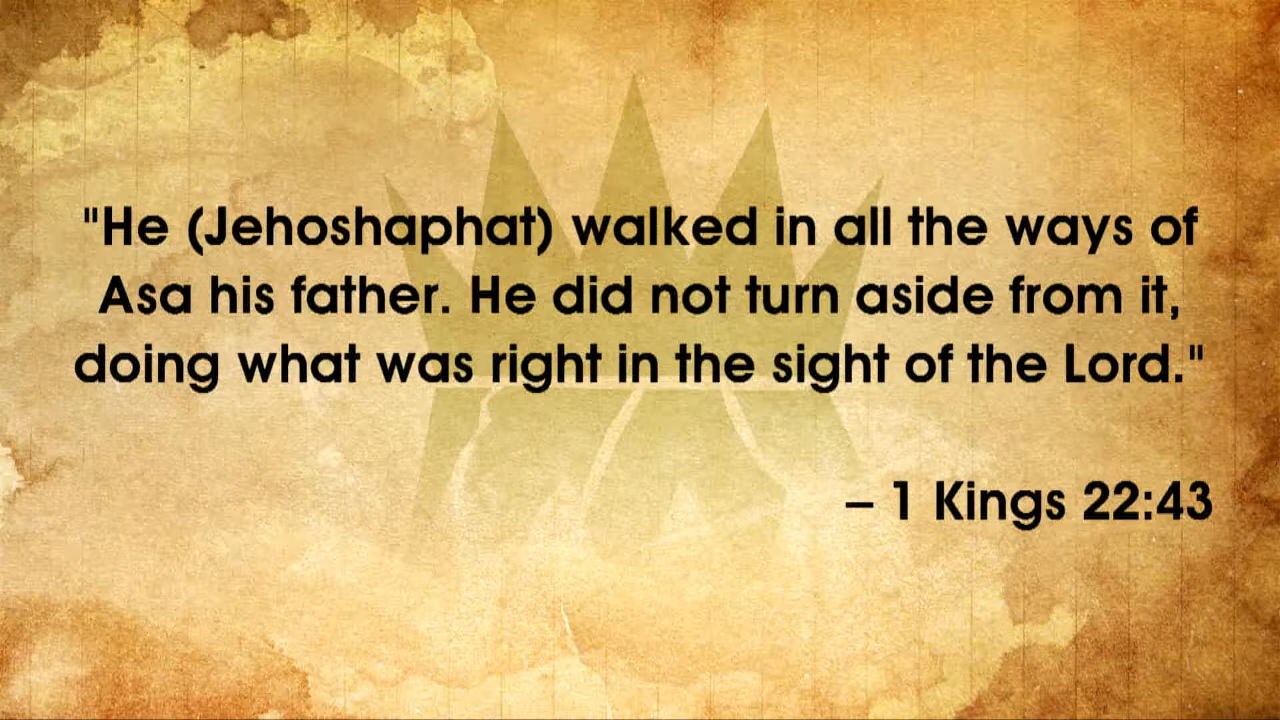 "He (Jehoshaphat) walked in all the ways of
Asa his father. He did not turn aside from it,
doing what was right in the sight of the Lord."
– 1 Kings 22:43